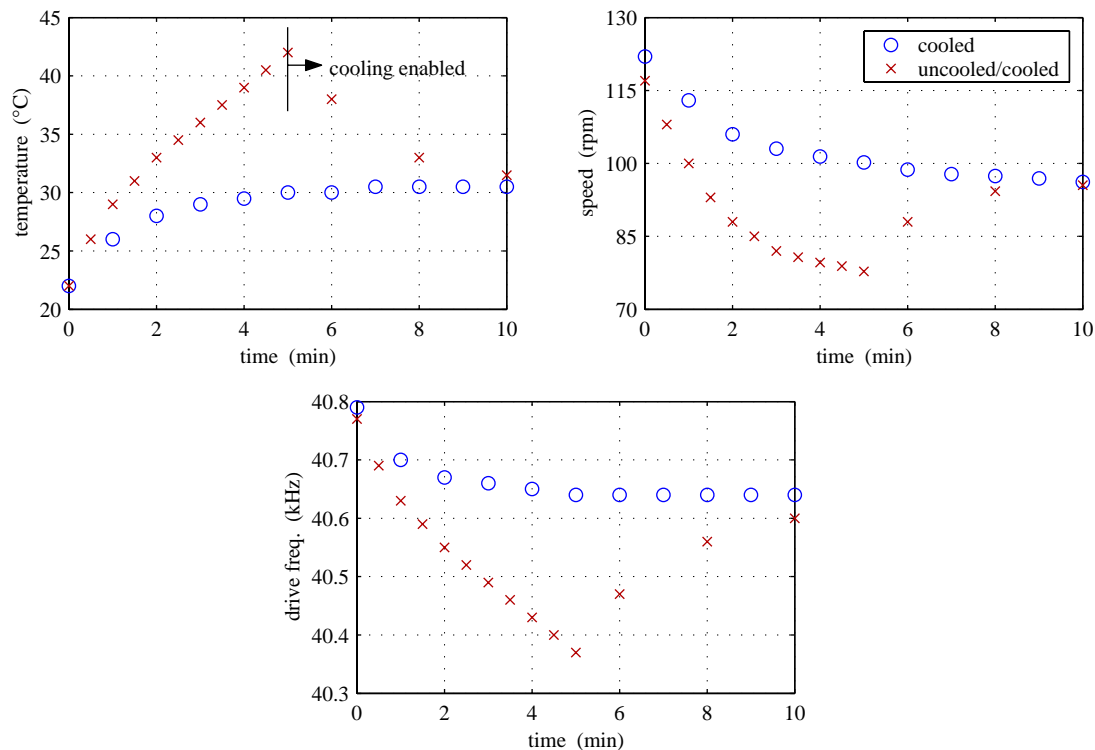 45
40
35
30
25
20
temperature (°C)
cooling enabled
0 2 4 6 8 10
time (min)
130
115
100
85
70
speed (rpm)
cooled
uncooled/cooled
0 2 4 6 8 10
time (min)
40.8
40.7
40.6
40.5
40.4
40.3
drive freq. (kHz)
0 2 4 6 8 10
time (min)